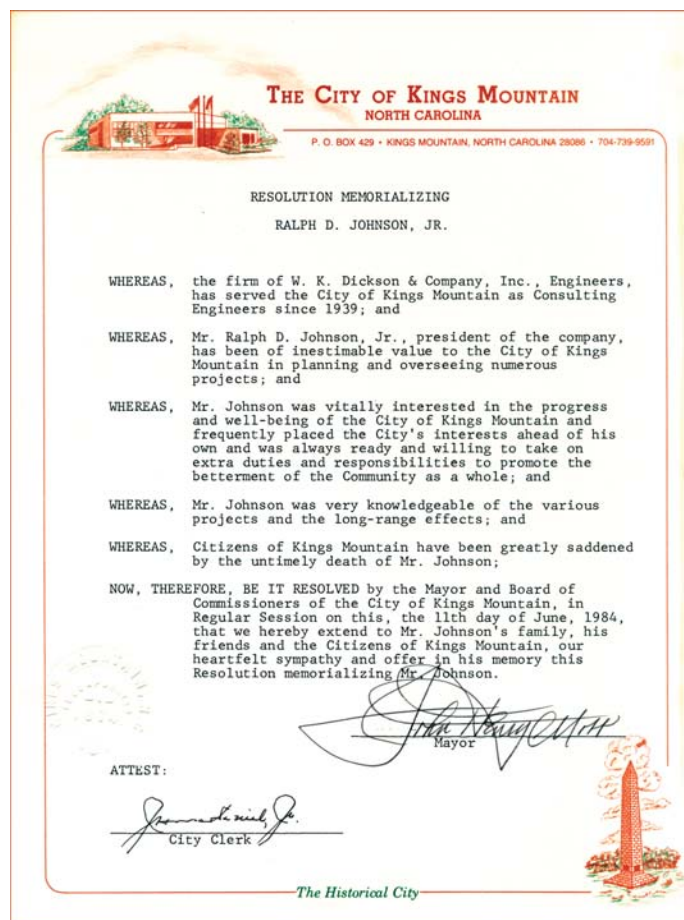 THE CITY OF KINGS MOUNTAIN
NORTH CAROLINA
P. O. BOX 429 • KINGS MOUNTAIN, NORTH CAROLINA 28086 • 704-739-9591
RESOLUTION MEMORIALIZING
RALPH D. JOHNSON, JR.
WHEREAS, the firm of W. K. Dickson & Company, Inc., Engineers,
has served the City of Kings Mountain as Consulting
Engineers since 1939; and
WHEREAS, Mr. Ralph D. Johnson, Jr., president of the company,
has been of inestimable value to the City of Kings
Mountain in planning and overseeing numerous
projects; and
WHEREAS, Mr. Johnson was vitally interested in the progress
and well-being of the City of Kings Mountain and
frequently placed the City's interests ahead of his
own and was always ready and willing to take on
extra duties and responsibilities to promote the
betterment of the Community as a whole; and
WHEREAS, Mr. Johnson was very knowledgeable of the various
projects and the long-range effects; and
WHEREAS, Citizens of Kings Mountain have been greatly saddened
by the untimely death of Mr. Johnson;
NOW, THEREFORE, BE IT RESOLVED by the Mayor and Board of
Commissioners of the City of Kings Mountain, in
Regular Session on this, the 11th day of June, 1984,
that we hereby extend to Mr. Johnson's family, his
friends and the Citizens of Kings Mountain, our
heartfelt sympathy and offer in his memory this
Resolution memorializing Mr. Johnson.
John Henry Moss
Mayor
ATTEST:
Jr.
City Clerk
The Historical City